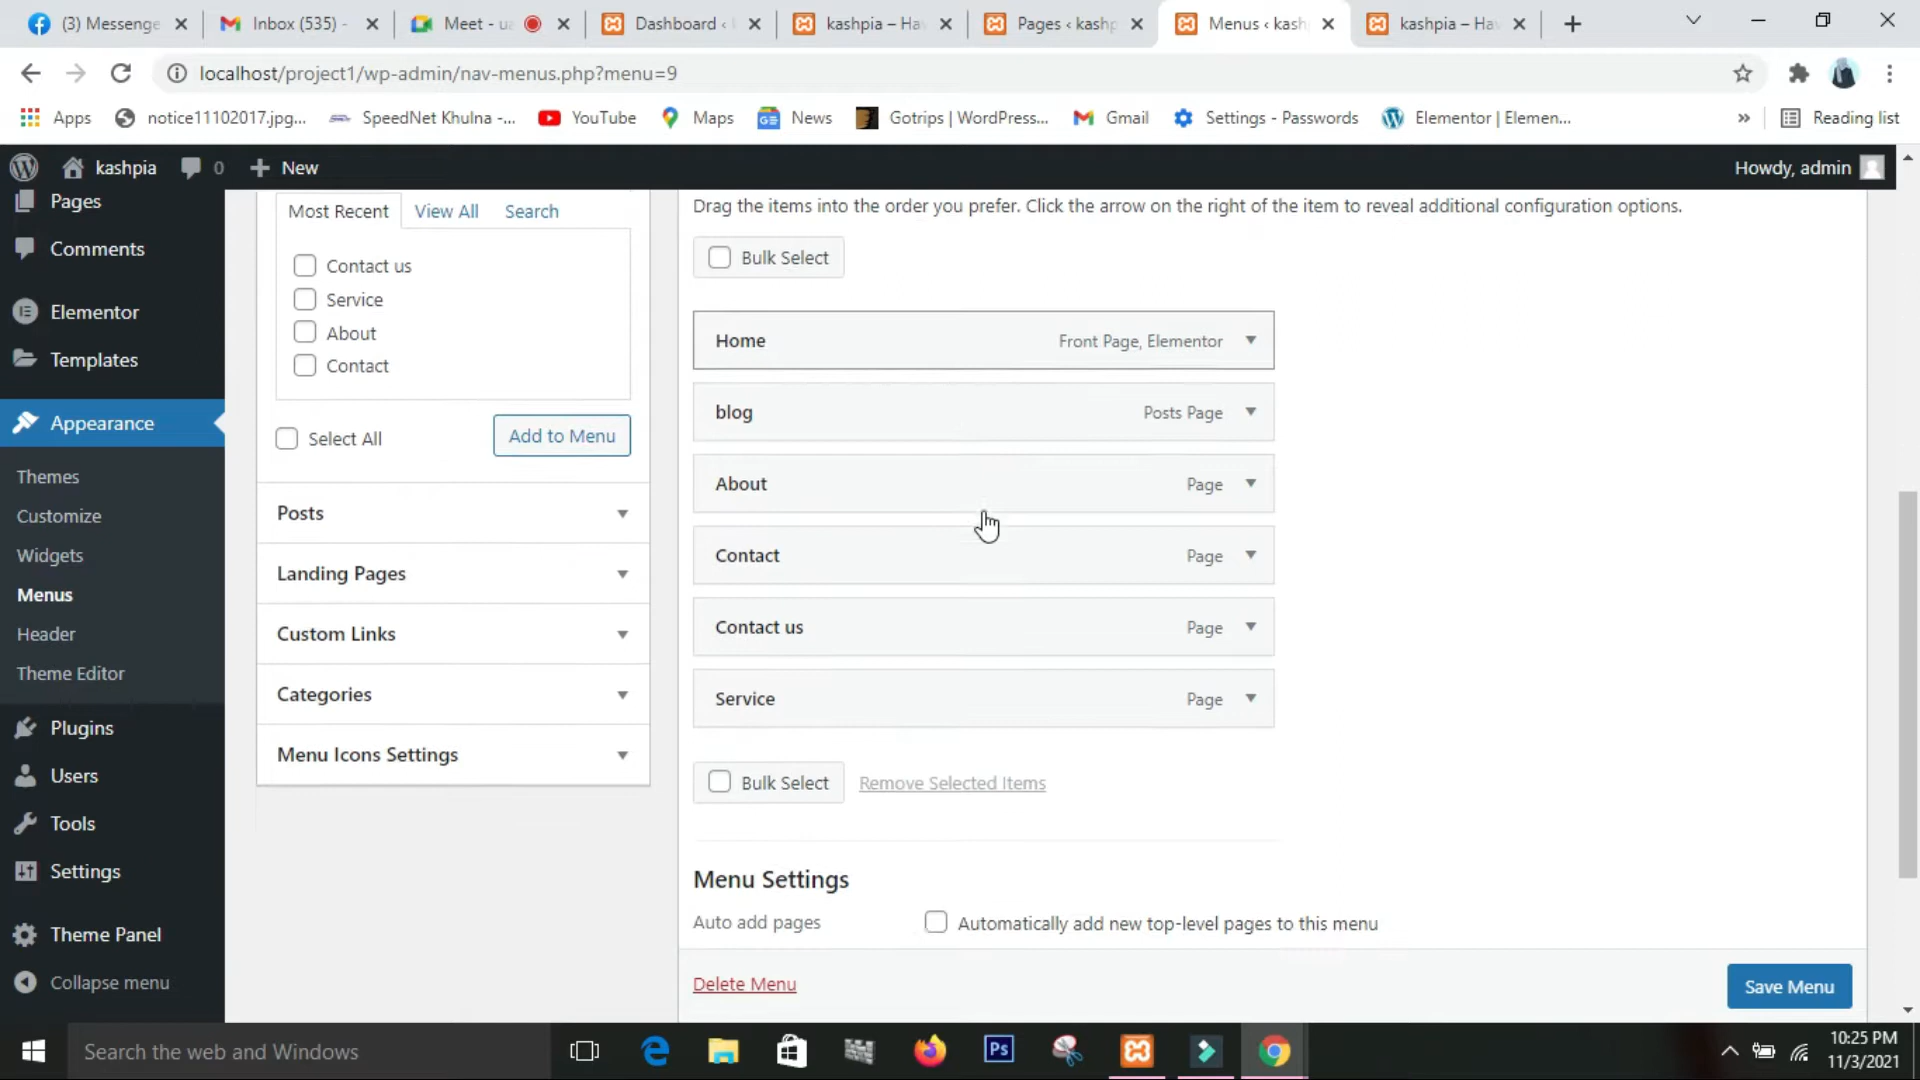 (3) Messenge
Inbox (535) -
Meet - ua
Dashboard ‹
kashpia – Ha
Pages ‹ kashp
Menus ‹ kash
kashpia – Ha
localhost/project1/wp-admin/nav-menus.php?menu=9
Apps
notice11102017.jpg...
SpeedNet Khulna -...
YouTube
Maps
News
Gotrips | WordPress...
Gmail
Settings - Passwords
Elementor | Elemen...
»
Reading list
kashpia
0
New
Howdy, admin
Pages
Comments
Elementor
Templates
Appearance
Themes
Customize
Widgets
Menus
Header
Theme Editor
Plugins
Users
Tools
Settings
Theme Panel
Collapse menu
Most Recent
View All
Search
Contact us
Service
About
Contact
Select All
Add to Menu
Posts
Landing Pages
Custom Links
Categories
Menu Icons Settings
Drag the items into the order you prefer. Click the arrow on the right of the item to reveal additional configuration options.
Bulk Select
Home
Front Page, Elementor
blog
Posts Page
About
Page
Contact
Page
Contact us
Page
Service
Page
Bulk Select
Remove Selected Items
Menu Settings
Auto add pages
Automatically add new top-level pages to this menu
Delete Menu
Save Menu
Search the web and Windows
Ps
10:25 PM
11/3/2021